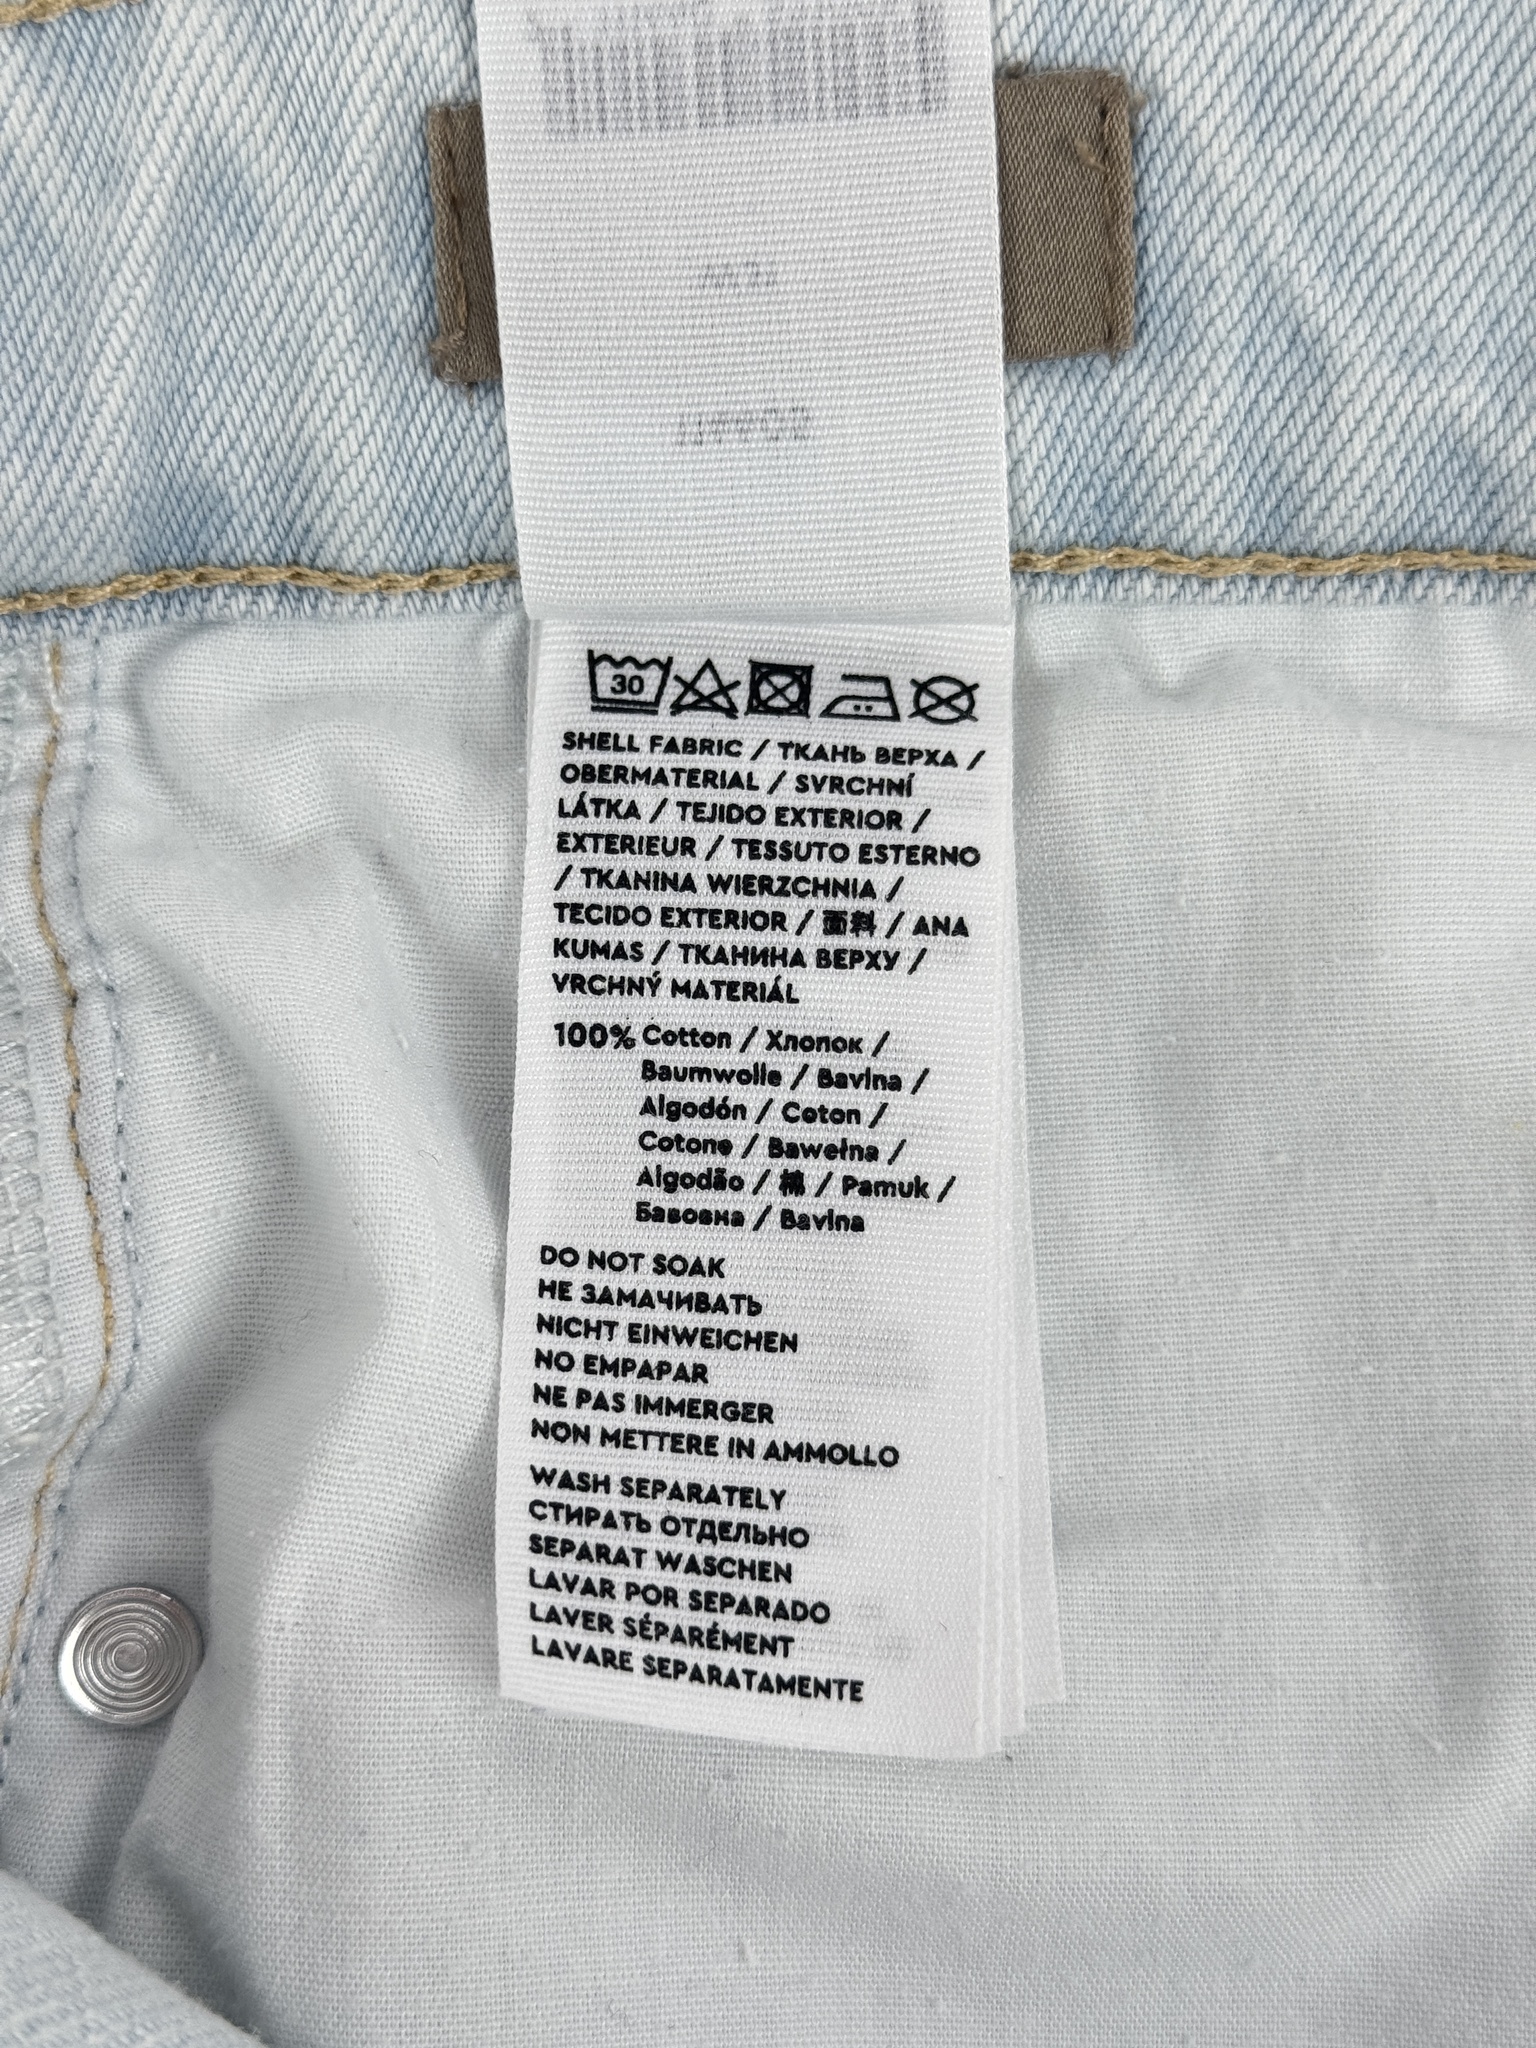 30
SHELL FABRIC / ТКАНЬ ВЕРХА /
OBERMATERIAL / SVRCHNÍ
LÁTKA / TEJIDO EXTERIOR /
EXTERIEUR / TESSUTO ESTERNO
/ TKANINA WIERZCHNIA /
TECIDO EXTERIOR / 面料 / ANA
KUMAS / ТКАНИНА ВЕРХУ /
VRCHNÝ MATERIÁL
100% Cotton / Хлопок /
Baumwolle / Bavlna /
Algodón / Coton /
Cotone / Bawełna /
Algodão / 棉 / Pamuk /
Бавовна / Bavlna
DO NOT SOAK
НЕ ЗАМАЧИВАТЬ
NICHT EINWEICHEN
NO EMPAPAR
NE PAS IMMERGER
NON METTERE IN AMMOLLO
WASH SEPARATELY
СТИРАТЬ ОТДЕЛЬНО
SEPARAT WASCHEN
LAVAR POR SEPARADO
LAVER SÉPARÉMENT
LAVARE SEPARATAMENTE